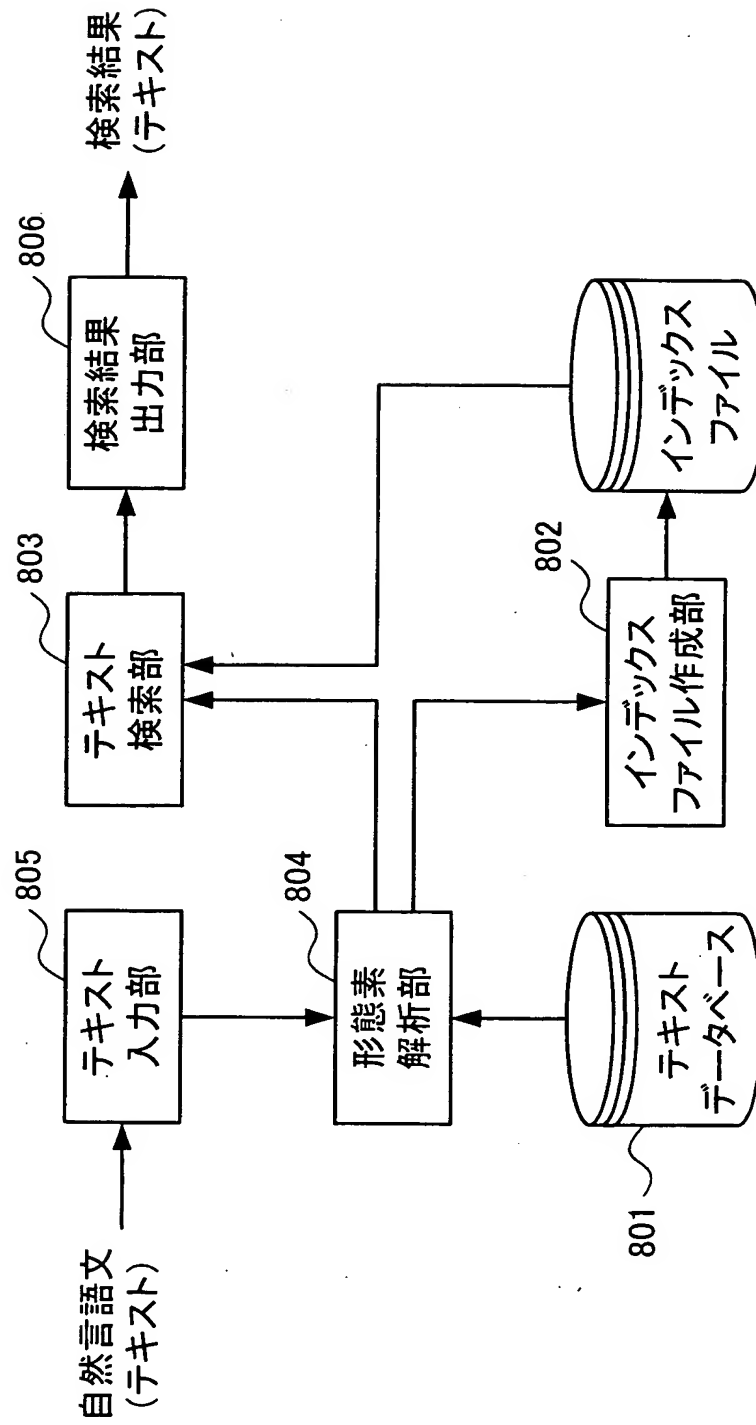 自然言語文
(テキスト)
805
テキスト
入力部
803
テキスト
検索部
806
検索結果
出力部
検索結果
(テキスト)
804
形態素
解析部
801
テキスト
データベース
802
インデックス
ファイル作成部
インデックス
ファイル